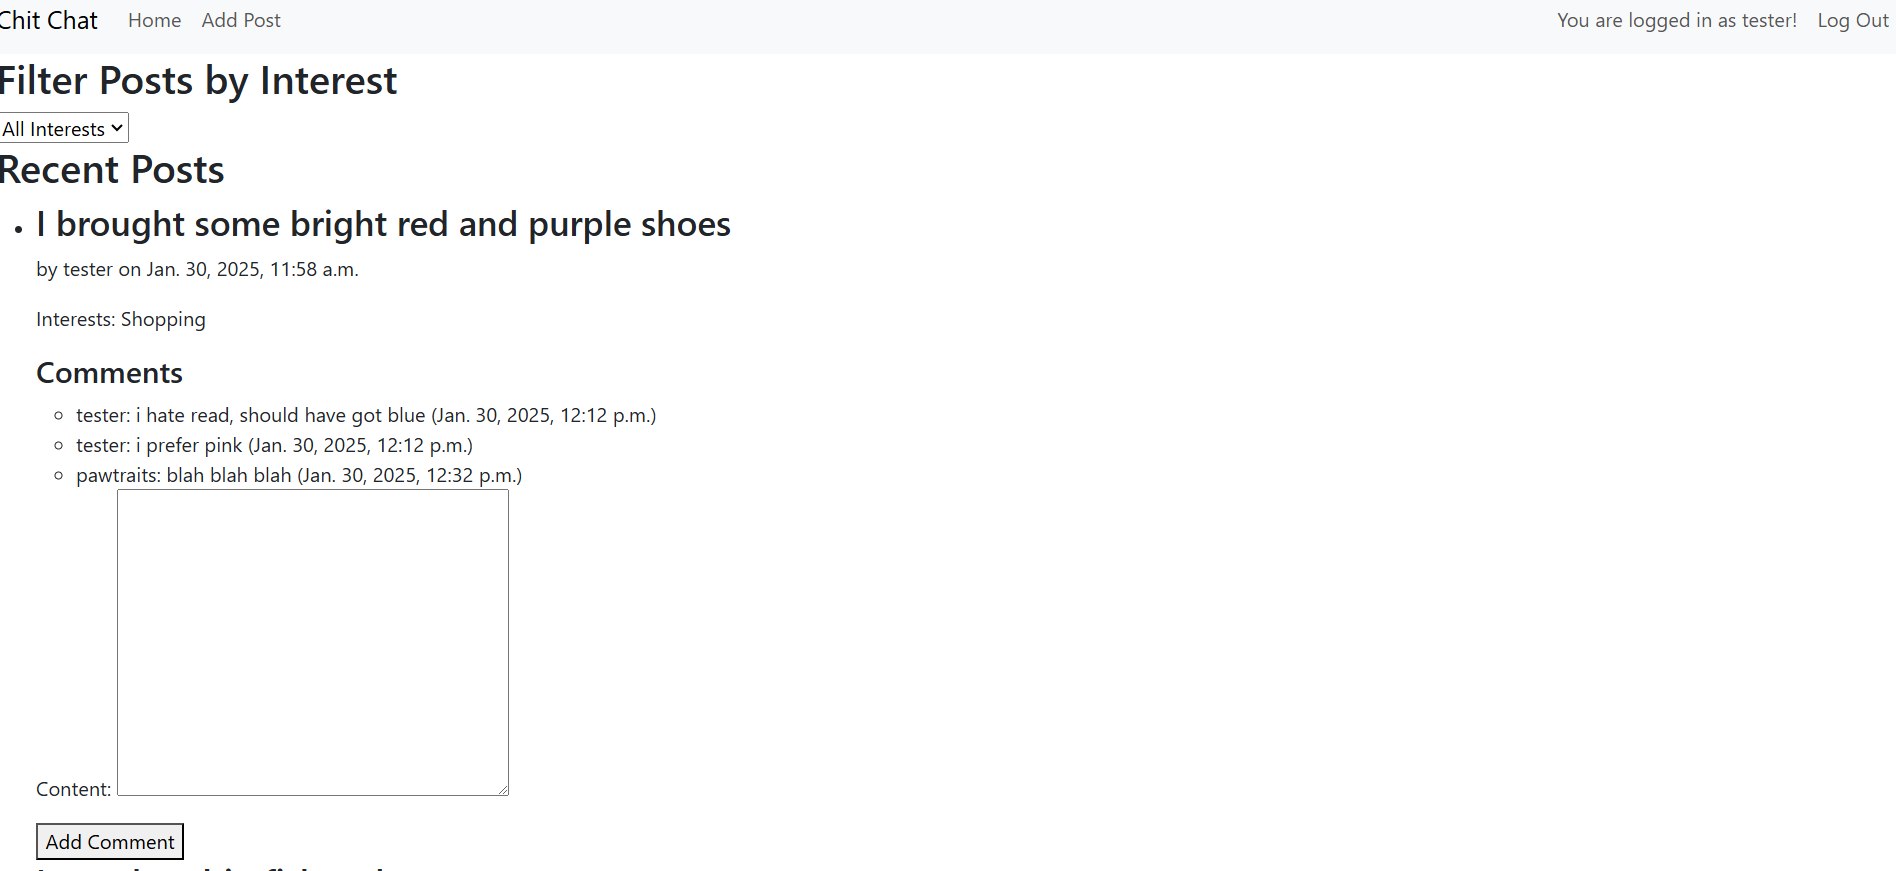 Chit Chat Home Add Post You are logged in as tester! Log Out
Filter Posts by Interest
All Interests
Recent Posts
I brought some bright red and purple shoes
by tester on Jan. 30, 2025, 11:58 a.m.
Interests: Shopping
Comments
tester: i hate read, should have got blue (Jan. 30, 2025, 12:12 p.m.)
tester: i prefer pink (Jan. 30, 2025, 12:12 p.m.)
pawtraits: blah blah blah (Jan. 30, 2025, 12:32 p.m.)
Content:
Add Comment